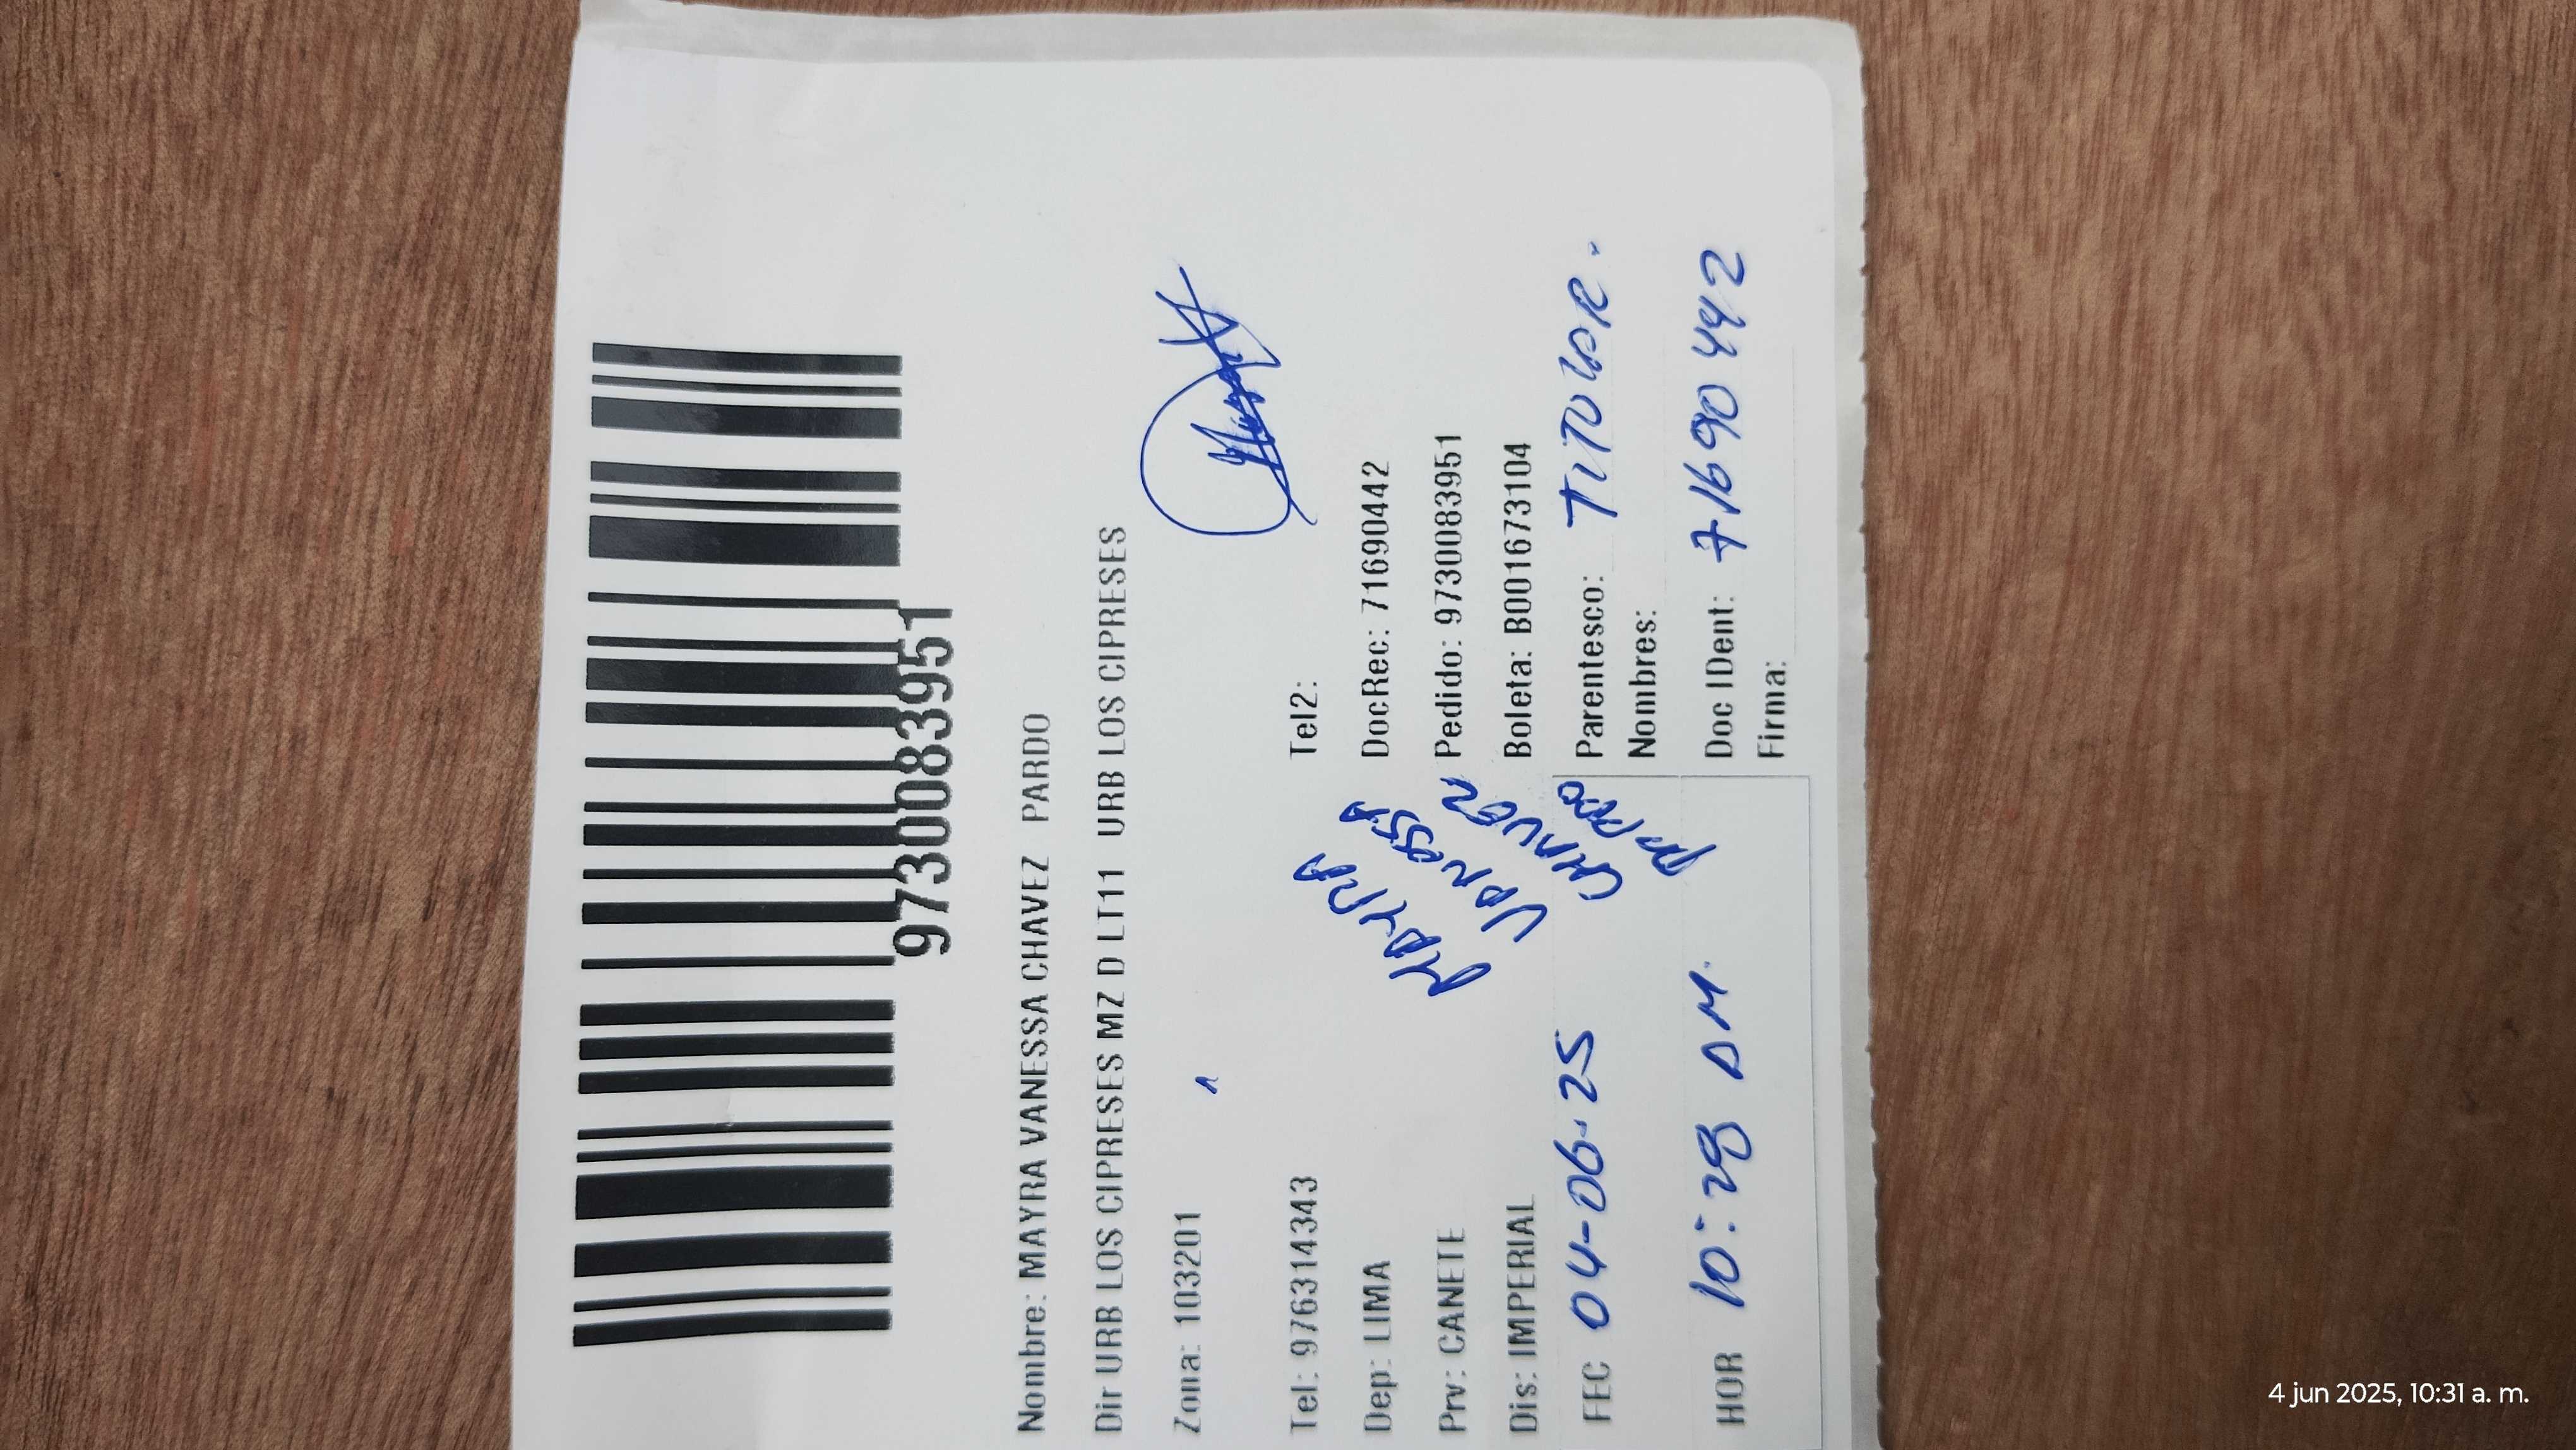 9730083951
Nombre: MAYRA VANESSA CHAVEZ PARDO
Dir URB LOS CIPRESES MZ D LT11 URB LOS CIPRESES
Zona: 103201
Tel: 976314343 Tel2:
Dep: LIMA DocRec: 71690442
Prv: CANETE Pedido: 9730083951
Dis: IMPERIAL Boleta: B001673104
MAYRA
VANESSA
CHAVEZ
PARDO
FEC 04-06-25 Parentesco: TITULAR.
Nombres:
HOR 10:28 AM. Doc IDent: 71690442
Firma:
4 jun 2025, 10:31 a. m.